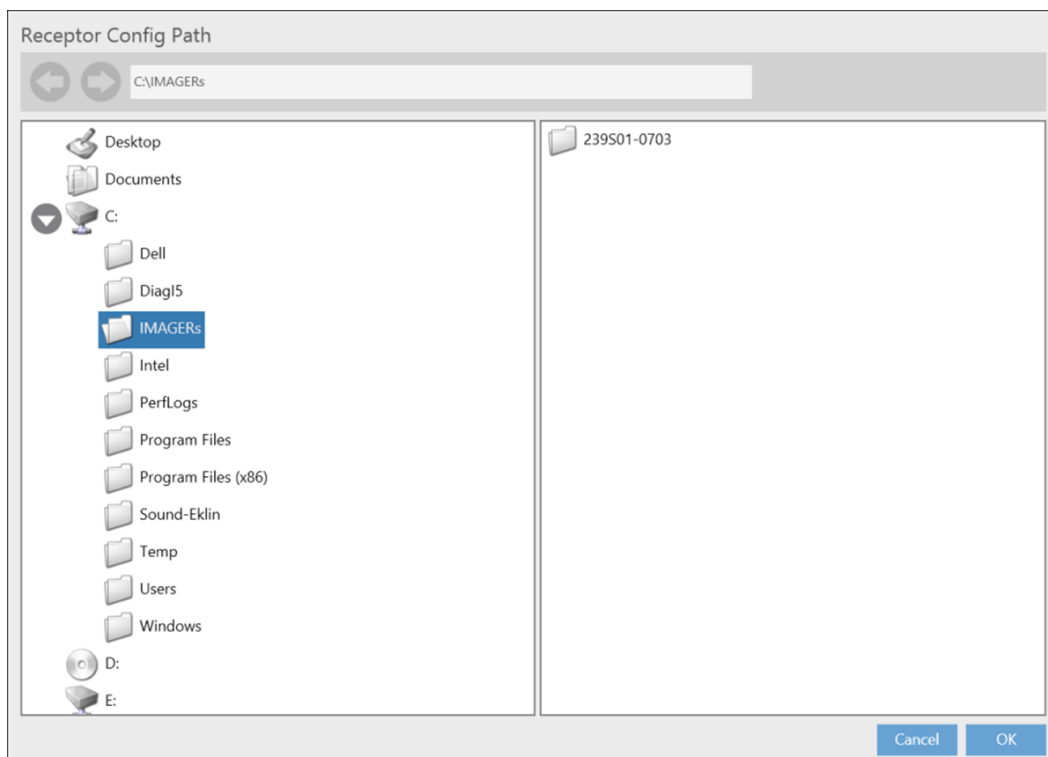 Receptor Config Path
C:\IMAGERs
Desktop
Documents
C:
Dell
DiagI5
IMAGERs
Intel
PerfLogs
Program Files
Program Files (x86)
Sound-Eklin
Temp
Users
Windows
D:
E:
239S01-0703
Cancel
OK